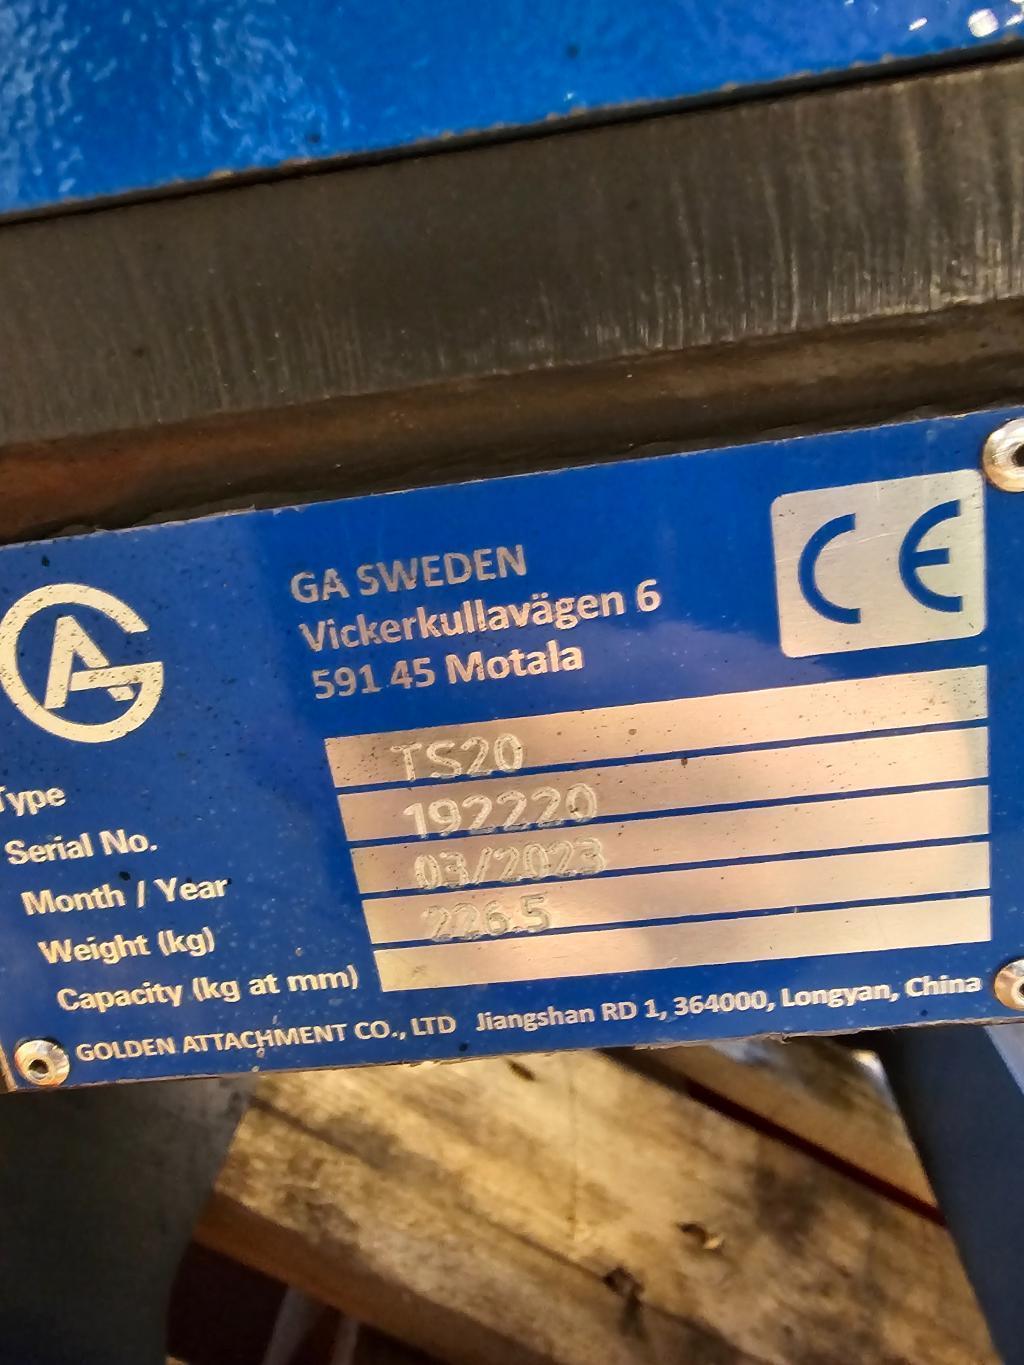 GA SWEDEN
Vickerkullavägen 6
591 45 Motala
CE
GA
Type TS20
Serial No. 192220
Month / Year 03/2023
Weight (kg) 226.5
Capacity (kg at mm)
GOLDEN ATTACHMENT CO., LTD Jiangshan RD 1, 364000, Longyan, China